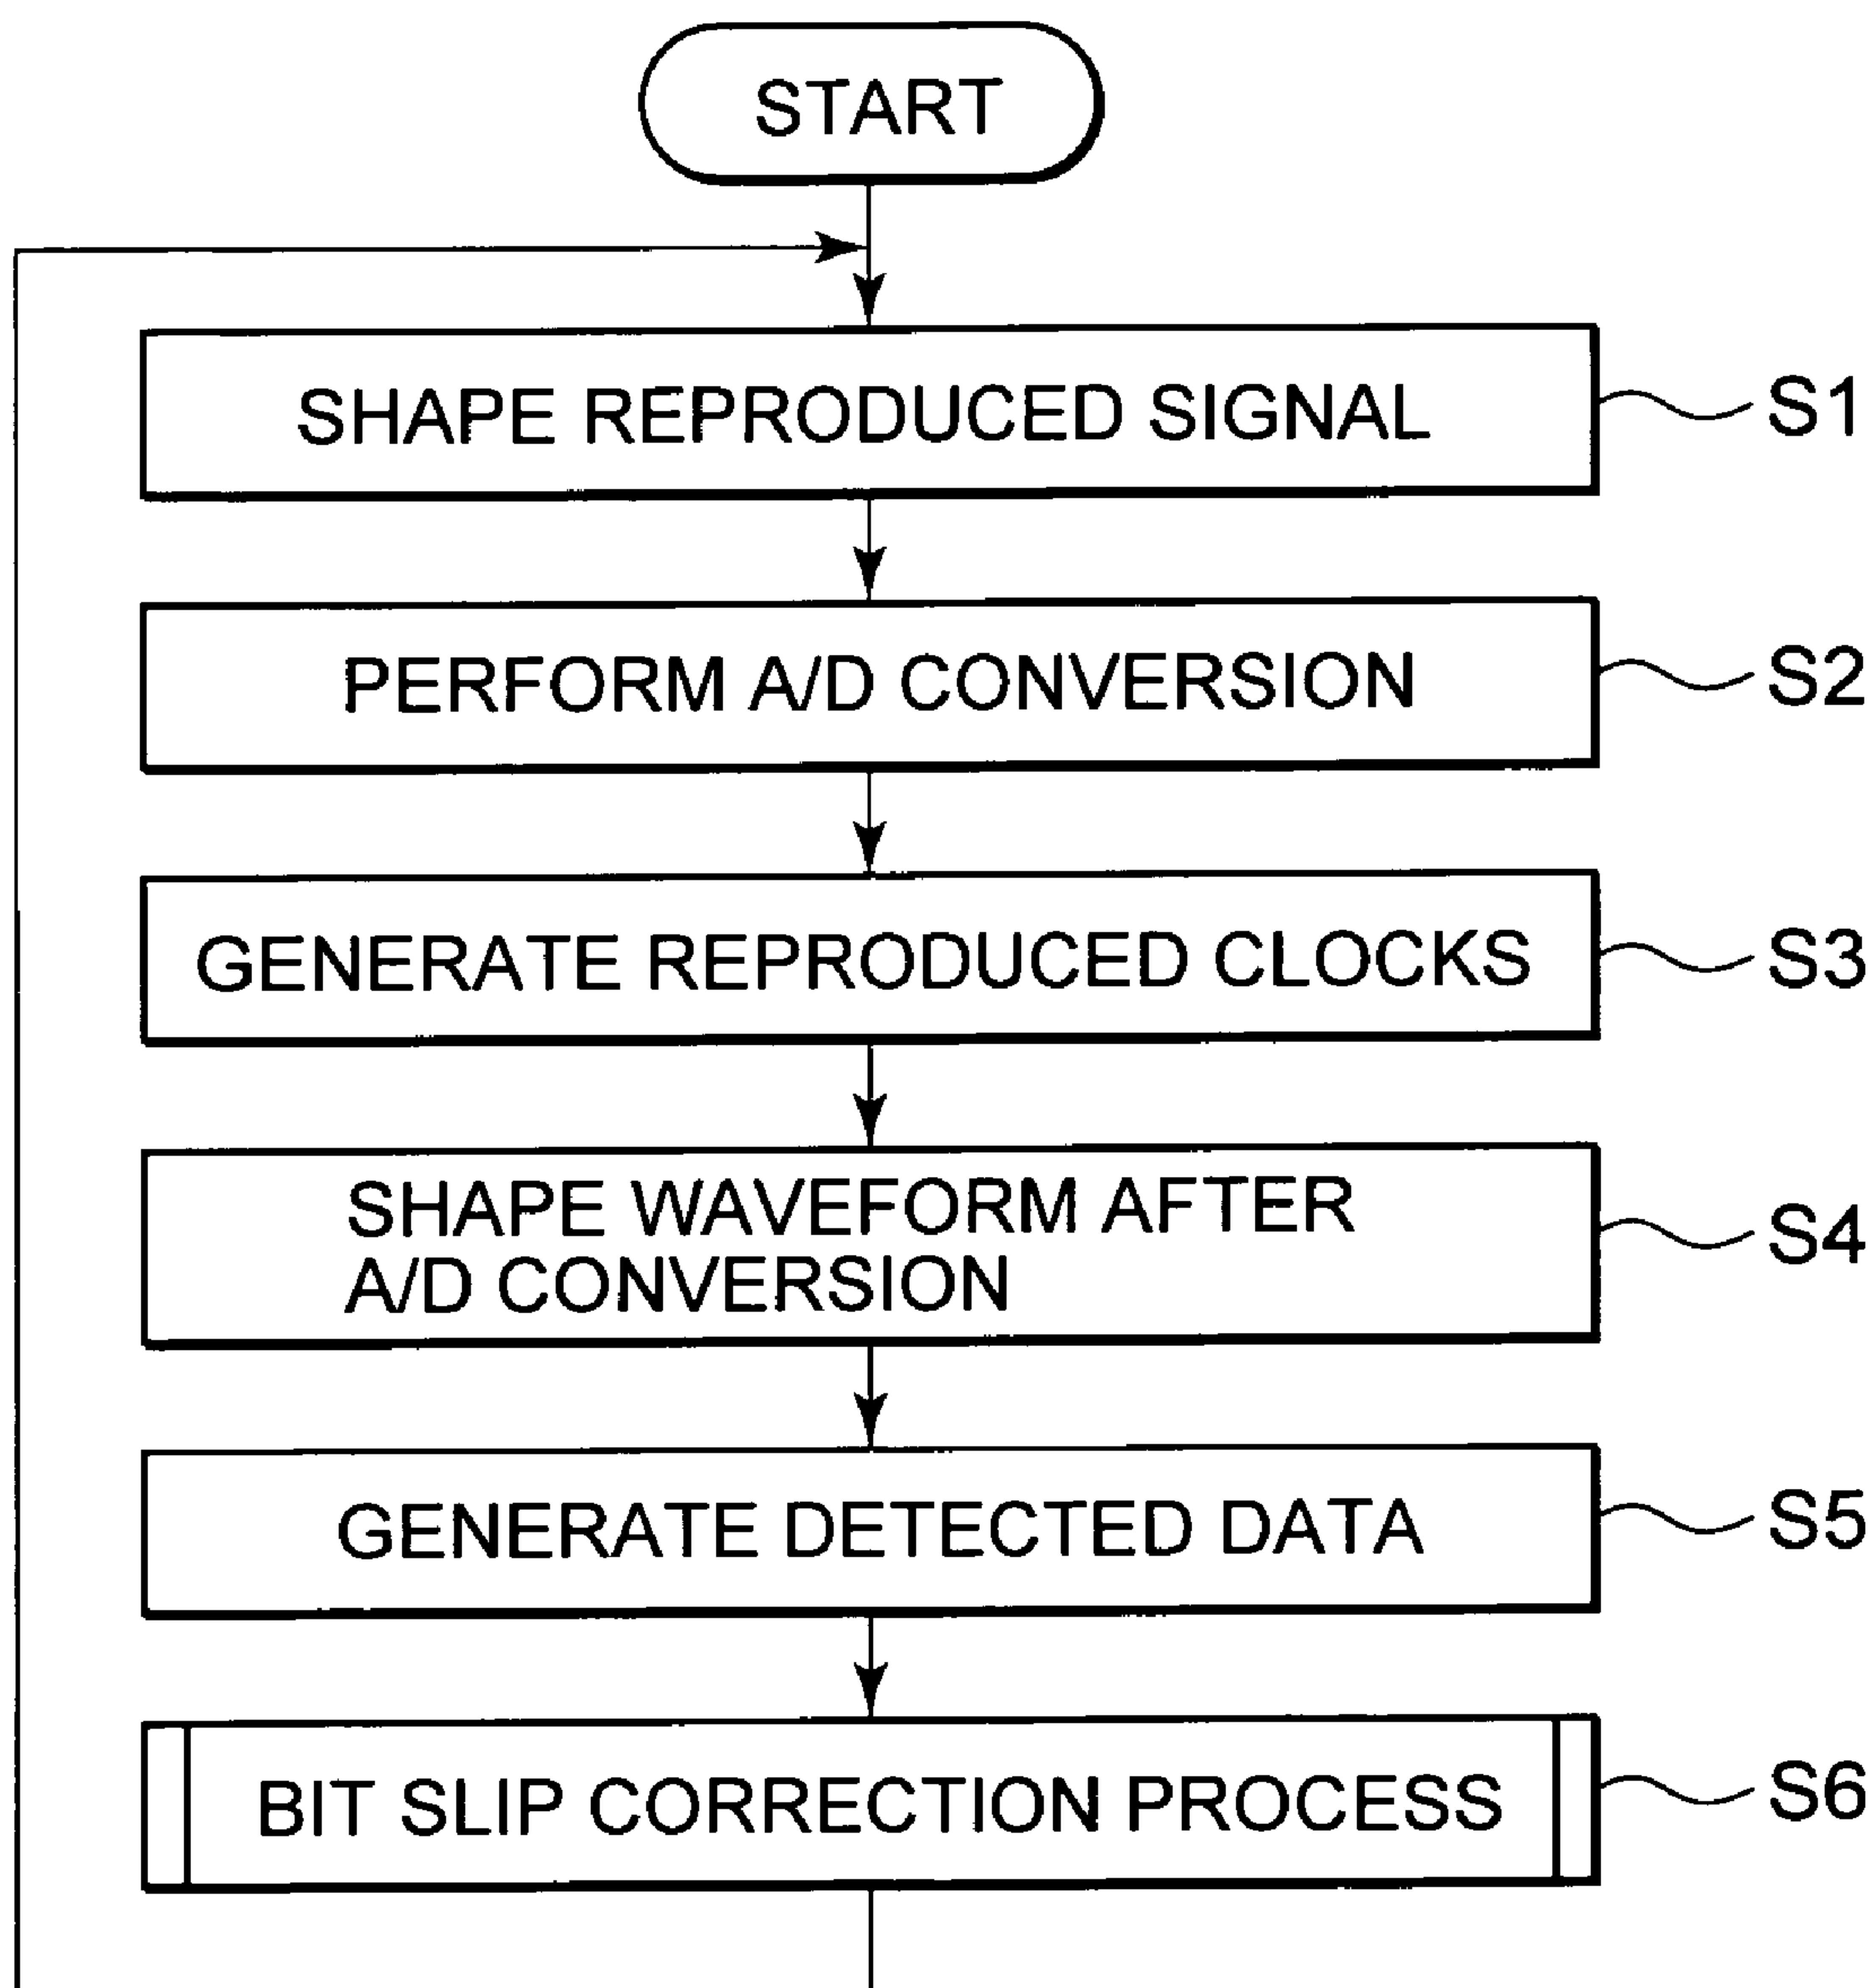 START
SHAPE REPRODUCED SIGNAL
S1
PERFORM A/D CONVERSION
S2
GENERATE REPRODUCED CLOCKS
S3
SHAPE WAVEFORM AFTER
A/D CONVERSION
S4
GENERATE DETECTED DATA
S5
BIT SLIP CORRECTION PROCESS
S6